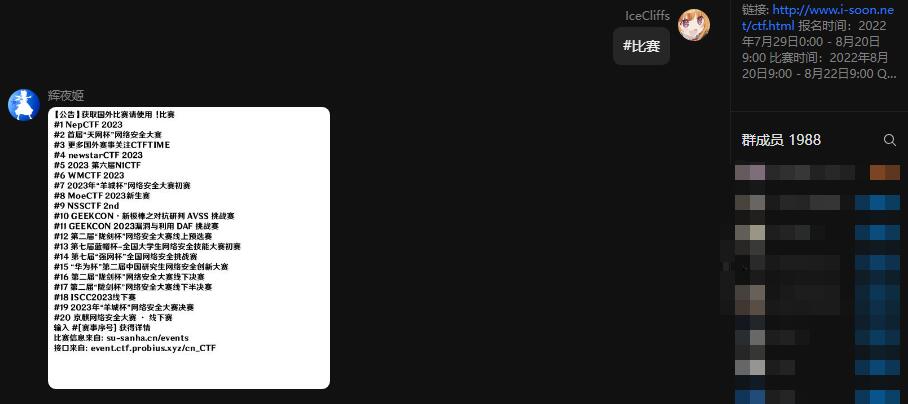 IceCliffs
#比赛
辉夜姬
【公告】获取国外比赛请使用 !比赛
#1 NepCTF 2023
#2 首届“天网杯”网络安全大赛
#3 更多国外赛事关注CTFTIME
#4 newstarCTF 2023
#5 2023 第六届NICTF
#6 WMCTF 2023
#7 2023年“羊城杯”网络安全大赛初赛
#8 MoeCTF 2023新生赛
#9 NSSCTF 2nd
#10 GEEKCON · 新极棒之对抗研判 AVSS 挑战赛
#11 GEEKCON 2023漏洞与利用 DAF 挑战赛
#12 第二届“陇剑杯”网络安全大赛线上预选赛
#13 第七届蓝帽杯-全国大学生网络安全技能大赛初赛
#14 第七届“强网杯”全国网络安全挑战赛
#15 “华为杯”第二届中国研究生网络安全创新大赛
#16 第二届“陇剑杯”网络安全大赛线下决赛
#17 第二届“陇剑杯”网络安全大赛线下半决赛
#18 ISCC2023线下赛
#19 2023年“羊城杯”网络安全大赛决赛
#20 京麒网络安全大赛 · 线下赛
输入 #[赛事序号] 获得详情
比赛信息来自: su-sanha.cn/events
接口来自: event.ctf.probius.xyz/cn_CTF
链接: http://www.i-soon.ne
t/ctf.html 报名时间：2022
年7月29日0:00 - 8月20日
9:00 比赛时间：2022年8月
20日9:00 - 8月22日9:00 Q...
群成员 1988